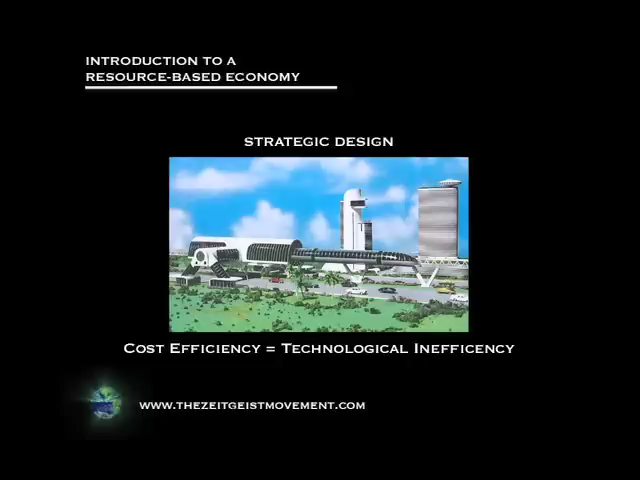 INTRODUCTION TO A
RESOURCE-BASED ECONOMY
STRATEGIC DESIGN
COST EFFICIENCY = TECHNOLOGICAL INEFFICENCY
WWW.THEZEITGEISTMOVEMENT.COM